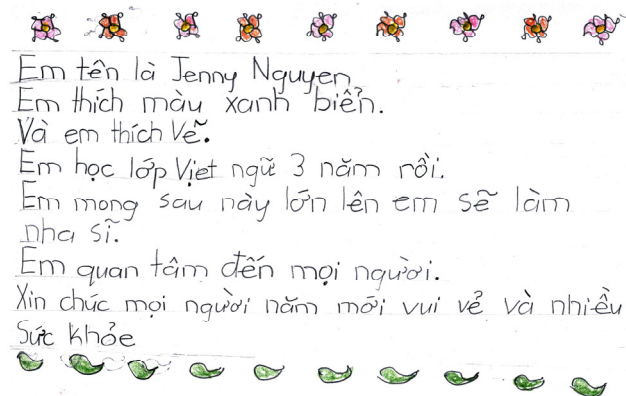 Em tên là Jenny Nguyen
Em thích màu xanh biển.
Và em thích Vẽ.
Em học lớp Việt ngữ 3 năm rồi.
Em mong sau này lớn lên em sẽ làm
nha sĩ.
Em quan tâm đến mọi người.
Xin chúc mọi người năm mới vui vẻ và nhiều
Sức khỏe